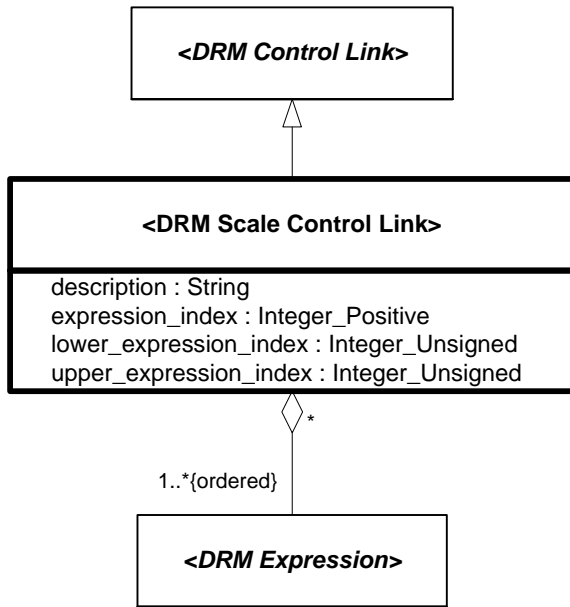 <DRM Control Link>
<DRM Scale Control Link>
description : String
expression_index : Integer_Positive
lower_expression_index : Integer_Unsigned
upper_expression_index : Integer_Unsigned
*
1..*{ordered}
<DRM Expression>